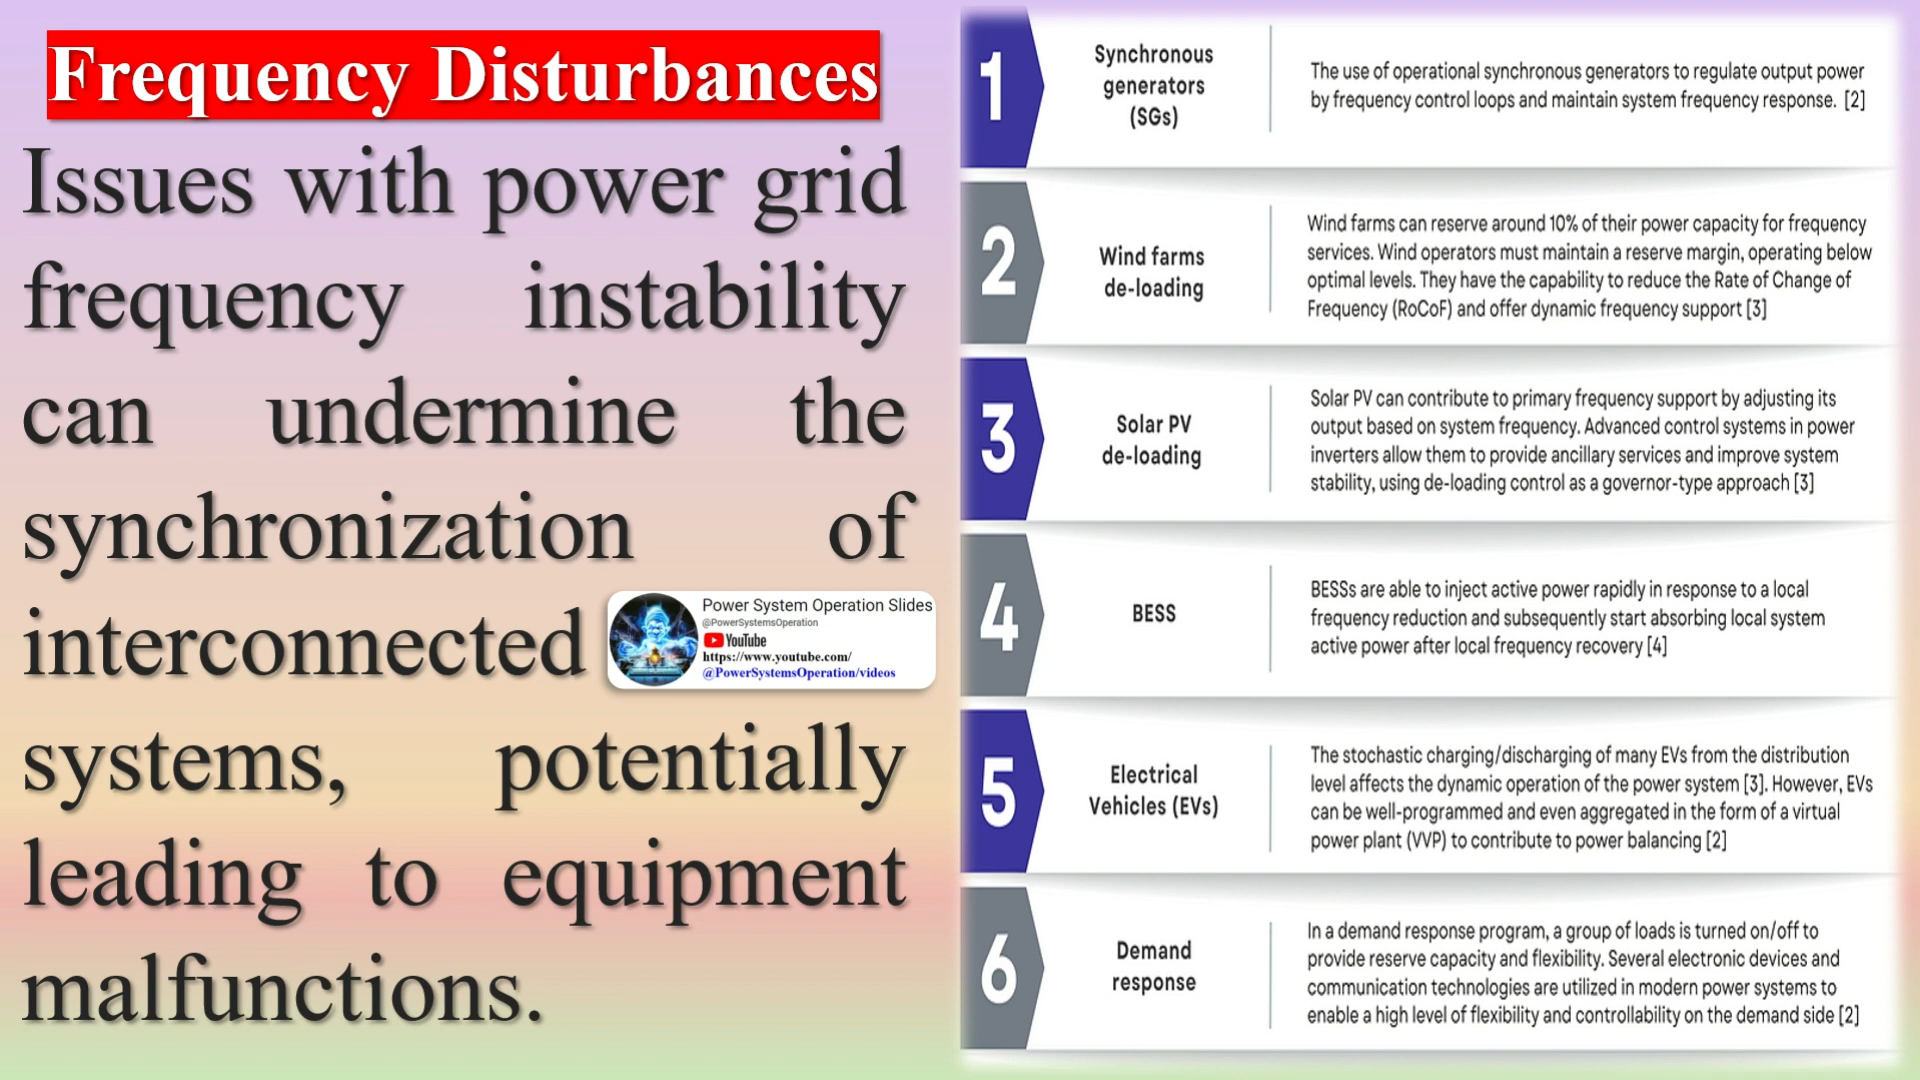 Frequency Disturbances
Issues with power grid
frequency instability
can undermine the
synchronization of
interconnected
systems, potentially
leading to equipment
malfunctions.
Power System Operation Slides
@PowerSystemsOperation
YouTube
https://www.youtube.com/
@PowerSystemsOperation/videos
1
Synchronous
generators
(SGs)
The use of operational synchronous generators to regulate output power
by frequency control loops and maintain system frequency response. [2]
2
Wind farms
de-loading
Wind farms can reserve around 10% of their power capacity for frequency
services. Wind operators must maintain a reserve margin, operating below
optimal levels. They have the capability to reduce the Rate of Change of
Frequency (RoCoF) and offer dynamic frequency support [3]
3
Solar PV
de-loading
Solar PV can contribute to primary frequency support by adjusting its
output based on system frequency. Advanced control systems in power
inverters allow them to provide ancillary services and improve system
stability, using de-loading control as a governor-type approach [3]
4
BESS
BESSs are able to inject active power rapidly in response to a local
frequency reduction and subsequently start absorbing local system
active power after local frequency recovery [4]
5
Electrical
Vehicles (EVs)
The stochastic charging/discharging of many EVs from the distribution
level affects the dynamic operation of the power system [3]. However, EVs
can be well-programmed and even aggregated in the form of a virtual
power plant (VVP) to contribute to power balancing [2]
6
Demand
response
In a demand response program, a group of loads is turned on/off to
provide reserve capacity and flexibility. Several electronic devices and
communication technologies are utilized in modern power systems to
enable a high level of flexibility and controllability on the demand side [2]